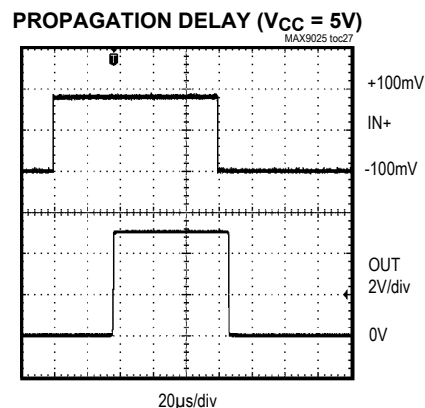 PROPAGATION DELAY (VCC = 5V)
MAX9025 toc27
T
+100mV
IN+
-100mV
OUT
2V/div
0V
20µs/div